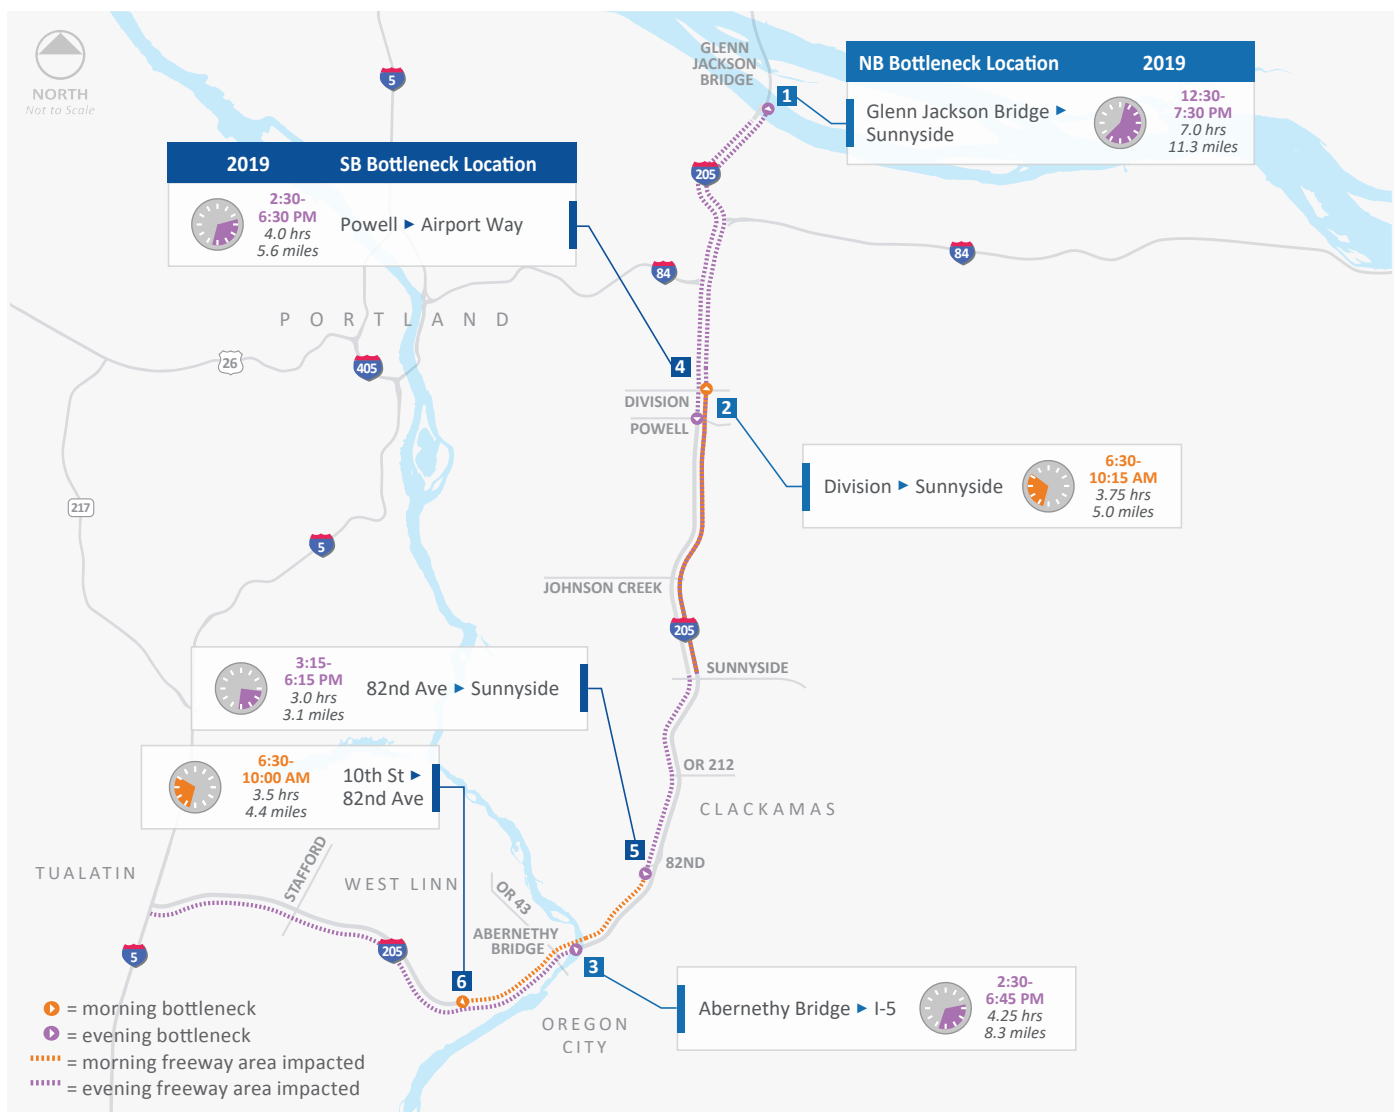 NORTH
Not to Scale
5
GLENN
JACKSON
BRIDGE
1
NB Bottleneck Location 2019
Glenn Jackson Bridge ►
Sunnyside
12:30-
7:30 PM
7.0 hrs
11.3 miles
2019 SB Bottleneck Location
2:30-
6:30 PM
4.0 hrs
5.6 miles
Powell ► Airport Way
205
84
84
PORTLAND
26
405
4
DIVISION
2
POWELL
Division ► Sunnyside
6:30-
10:15 AM
3.75 hrs
5.0 miles
217
5
JOHNSON CREEK
205
SUNNYSIDE
3:15-
6:15 PM
3.0 hrs
3.1 miles
82nd Ave ► Sunnyside
6:30-
10:00 AM
3.5 hrs
4.4 miles
10th St ►
82nd Ave
OR 212
CLACKAMAS
5
82ND
TUALATIN
STAFFORD
WEST LINN
OR 43
ABERNETHY
BRIDGE
205
5
6
3
Abernethy Bridge ► I-5
2:30-
6:45 PM
4.25 hrs
8.3 miles
OREGON
CITY
= morning bottleneck
= evening bottleneck
= morning freeway area impacted
= evening freeway area impacted